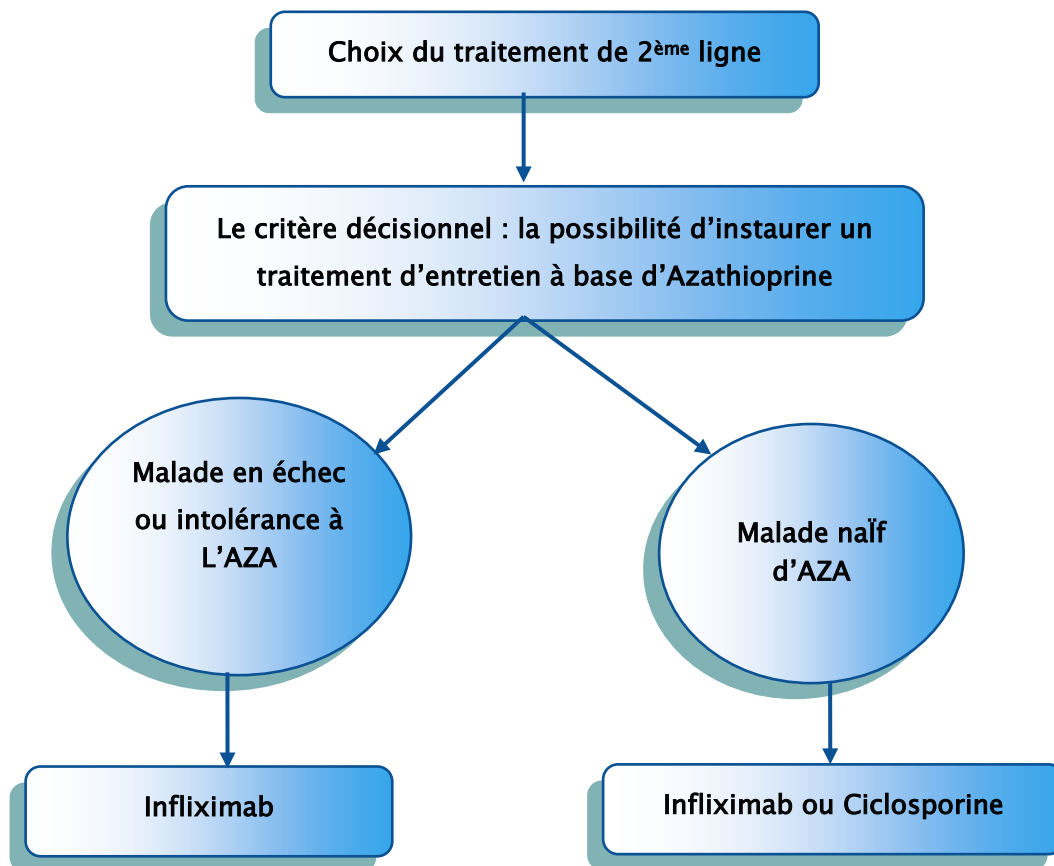 Choix du traitement de 2ème ligne
Le critère décisionnel : la possibilité d’instaurer un
traitement d’entretien à base d’Azathioprine
Malade en échec
ou intolérance à
L’AZA
Malade naÏf
d’AZA
Infliximab
Infliximab ou Ciclosporine